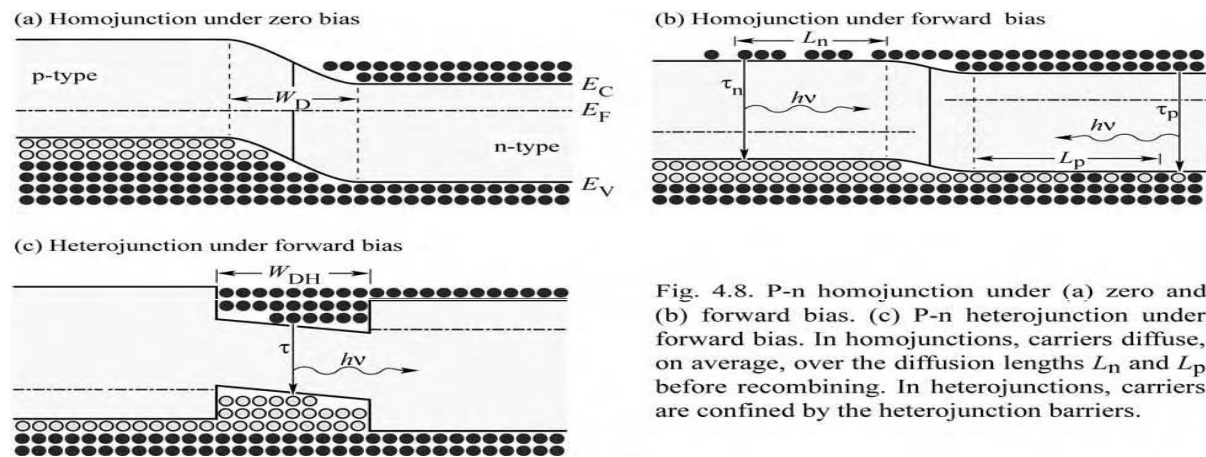 (a) Homojunction under zero bias
p-type
W_D
E_C
E_F
n-type
E_V
(b) Homojunction under forward bias
L_n
τ_n
hν
hν
τ_p
L_p
(c) Heterojunction under forward bias
W_DH
τ
hν
Fig. 4.8. P-n homojunction under (a) zero and
(b) forward bias. (c) P-n heterojunction under
forward bias. In homojunctions, carriers diffuse,
on average, over the diffusion lengths L_n and L_p
before recombining. In heterojunctions, carriers
are confined by the heterojunction barriers.